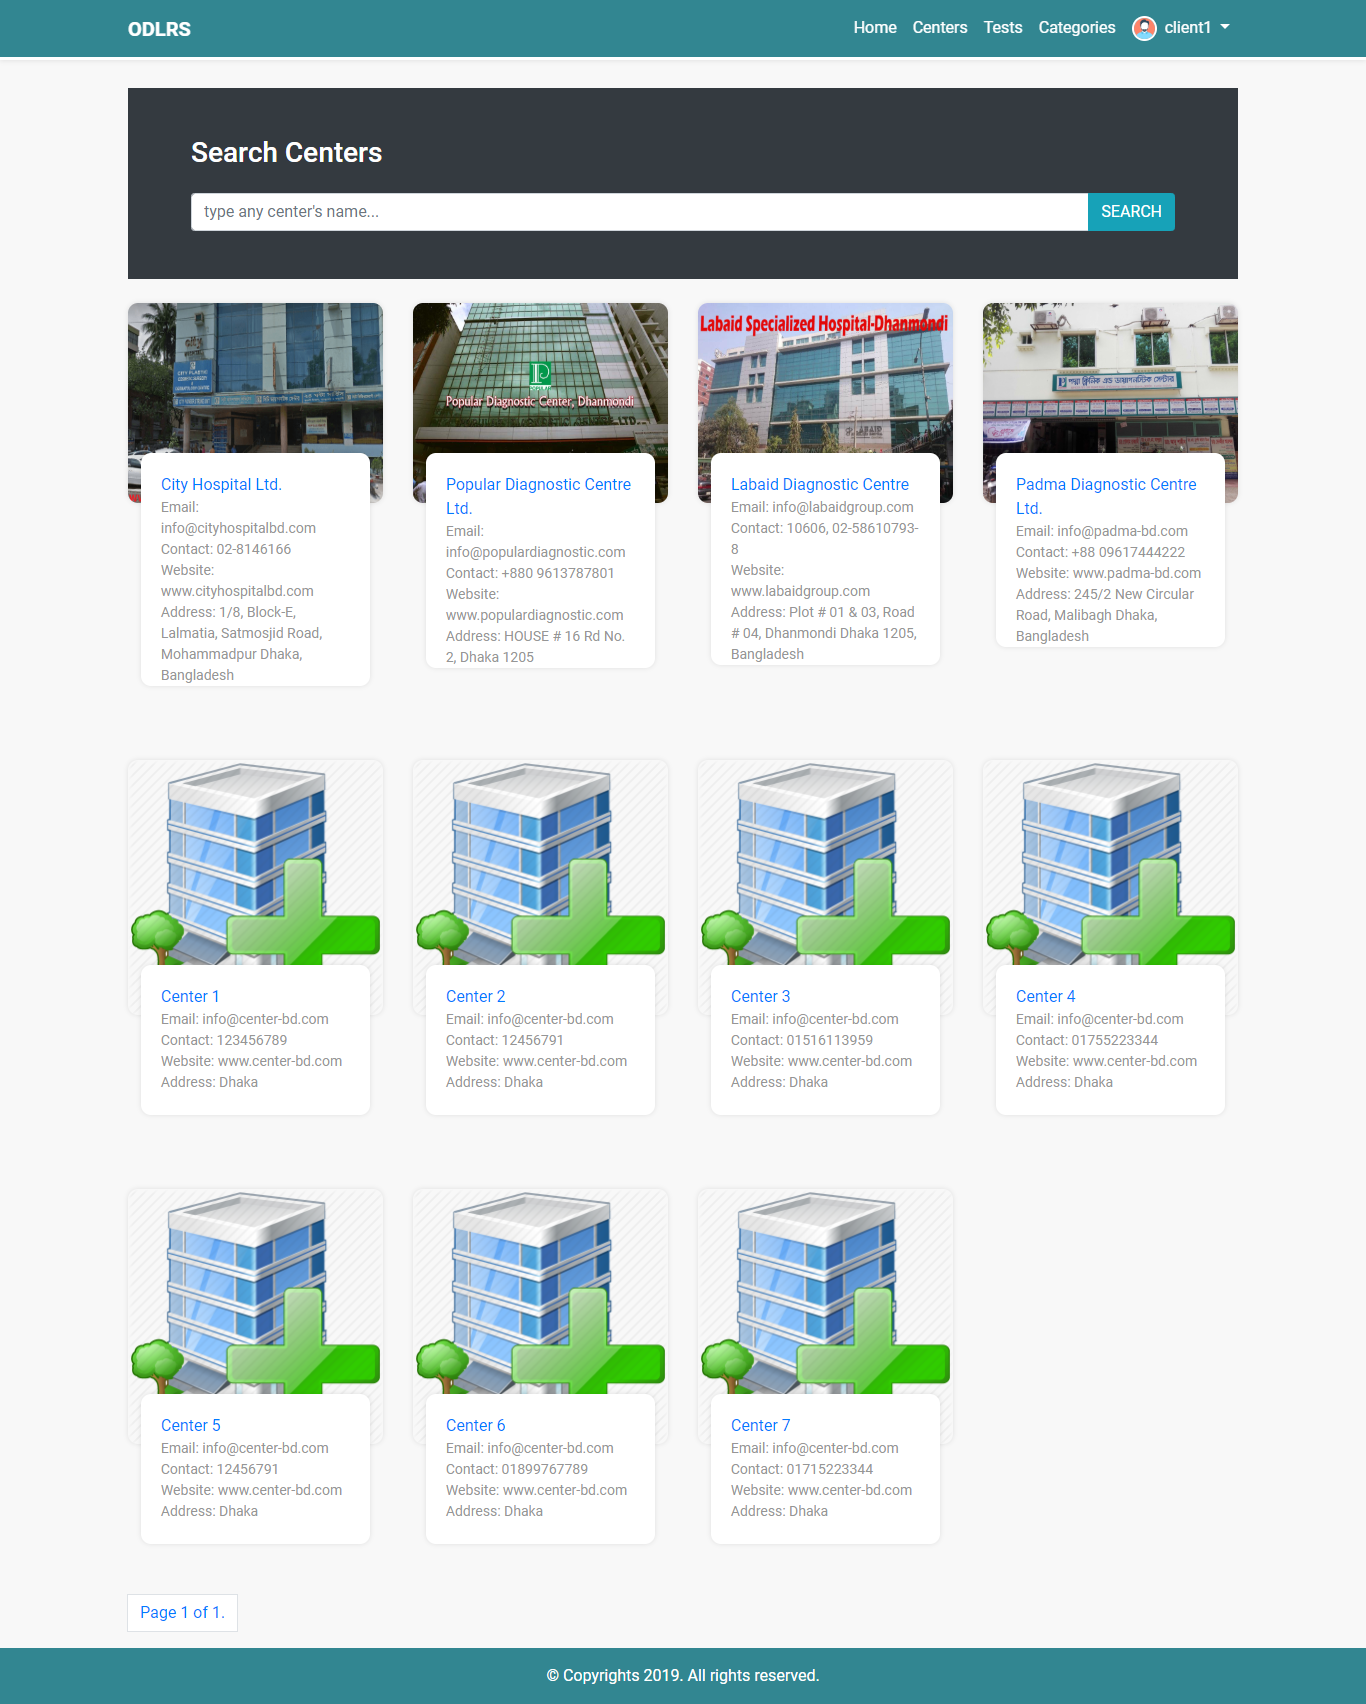 ODLRS
Home
Centers
Tests
Categories
client1
Search Centers
type any center's name...
SEARCH
POPULAR
Popular Diagnostic Center, Dhanmondi
Labaid Specialized Hospital-Dhanmondi
LABAID
পদ্মা ক্লিনিক এন্ড ডায়াগনস্টিক সেন্টার
City Hospital Ltd.
Email:
info@cityhospitalbd.com
Contact: 02-8146166
Website:
www.cityhospitalbd.com
Address: 1/8, Block-E,
Lalmatia, Satmosjid Road,
Mohammadpur Dhaka,
Bangladesh
Popular Diagnostic Centre
Ltd.
Email:
info@populardiagnostic.com
Contact: +880 9613787801
Website:
www.populardiagnostic.com
Address: HOUSE # 16 Rd No.
2, Dhaka 1205
Labaid Diagnostic Centre
Email: info@labaidgroup.com
Contact: 10606, 02-58610793-
8
Website:
www.labaidgroup.com
Address: Plot # 01 & 03, Road
# 04, Dhanmondi Dhaka 1205,
Bangladesh
Padma Diagnostic Centre
Ltd.
Email: info@padma-bd.com
Contact: +88 09617444222
Website: www.padma-bd.com
Address: 245/2 New Circular
Road, Malibagh Dhaka,
Bangladesh
Center 1
Email: info@center-bd.com
Contact: 123456789
Website: www.center-bd.com
Address: Dhaka
Center 2
Email: info@center-bd.com
Contact: 12456791
Website: www.center-bd.com
Address: Dhaka
Center 3
Email: info@center-bd.com
Contact: 01516113959
Website: www.center-bd.com
Address: Dhaka
Center 4
Email: info@center-bd.com
Contact: 01755223344
Website: www.center-bd.com
Address: Dhaka
Center 5
Email: info@center-bd.com
Contact: 12456791
Website: www.center-bd.com
Address: Dhaka
Center 6
Email: info@center-bd.com
Contact: 01899767789
Website: www.center-bd.com
Address: Dhaka
Center 7
Email: info@center-bd.com
Contact: 01715223344
Website: www.center-bd.com
Address: Dhaka
Page 1 of 1.
© Copyrights 2019. All rights reserved.